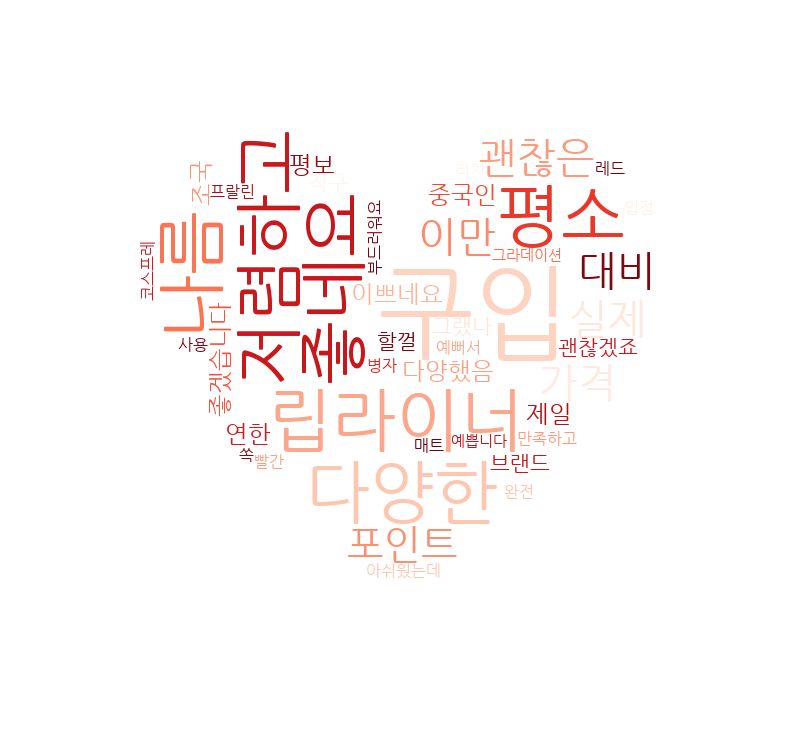 구입
저렴하고
좋네요
나름
평소
립라이너
다양한
괜찮은
이만
대비
실제
가격
포인트
평보
중국인
레드
조국
프랄린
부드러워요
코스프레
그라데이션
이쁘네요
그랬나
할껄
예뻐서
괜찮겠죠
사용
좋겠습니다
병자
다양했음
제일
연한
매트
예쁩니다
만족하고
쏙
빨간
브랜드
완전
아쉬웠는데